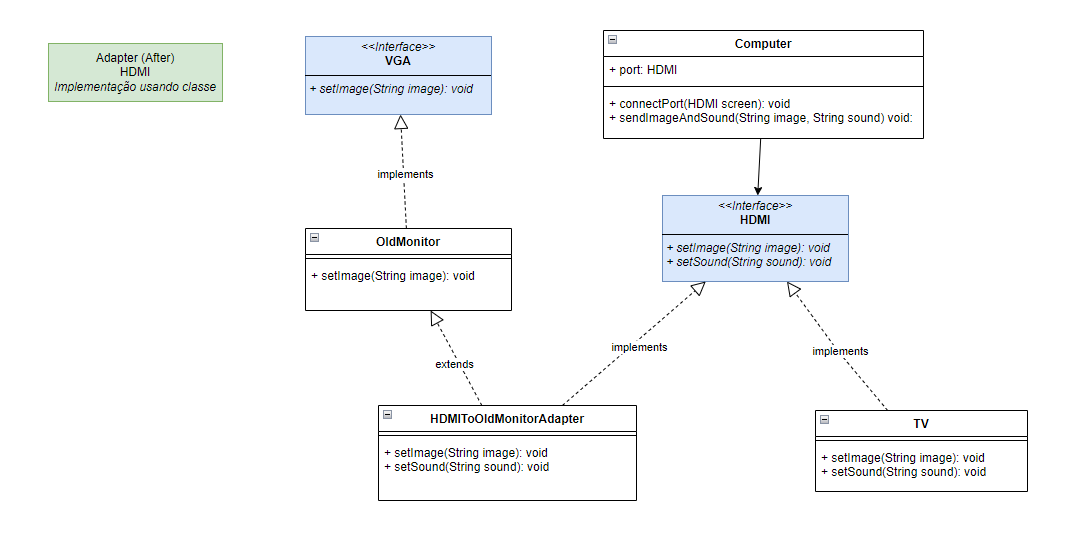 Adapter (After)
HDMI
Implementação usando classe
<<Interface>>
VGA
+ setImage(String image): void
Computer
+ port: HDMI
+ connectPort(HDMI screen): void
+ sendImageAndSound(String image, String sound) void:
implements
<<Interface>>
HDMI
+ setImage(String image): void
+ setSound(String sound): void
OldMonitor
+ setImage(String image): void
extends
implements
implements
HDMIToOldMonitorAdapter
+ setImage(String image): void
+ setSound(String sound): void
TV
+ setImage(String image): void
+ setSound(String sound): void